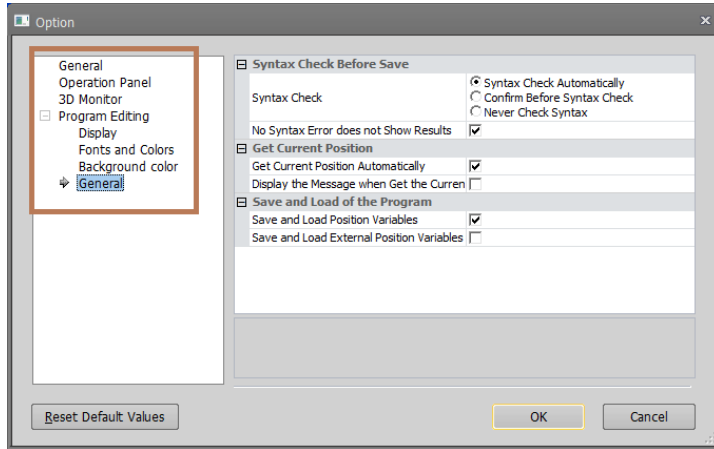 Option
General
Operation Panel
3D Monitor
Program Editing
Display
Fonts and Colors
Background color
General
Syntax Check Before Save
Syntax Check
Syntax Check Automatically
Confirm Before Syntax Check
Never Check Syntax
No Syntax Error does not Show Results
Get Current Position
Get Current Position Automatically
Display the Message when Get the Curren
Save and Load of the Program
Save and Load Position Variables
Save and Load External Position Variables
Reset Default Values
OK
Cancel